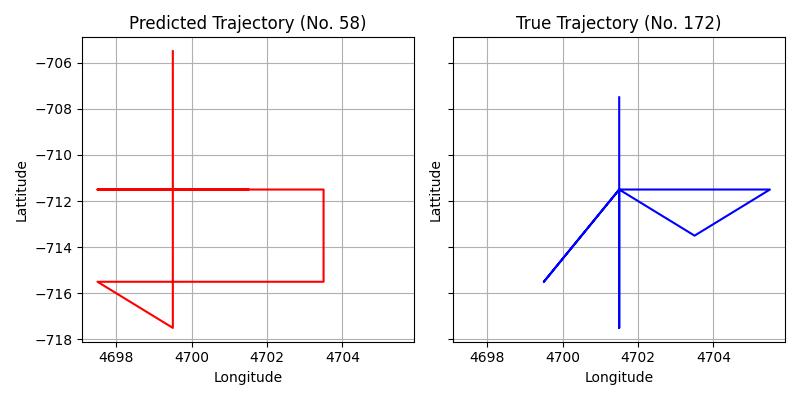 Predicted Trajectory (No. 58)
True Trajectory (No. 172)
−706
−708
−710
−712
−714
−716
−718
Lattitude
Lattitude
4698 4700 4702 4704
4698 4700 4702 4704
Longitude
Longitude